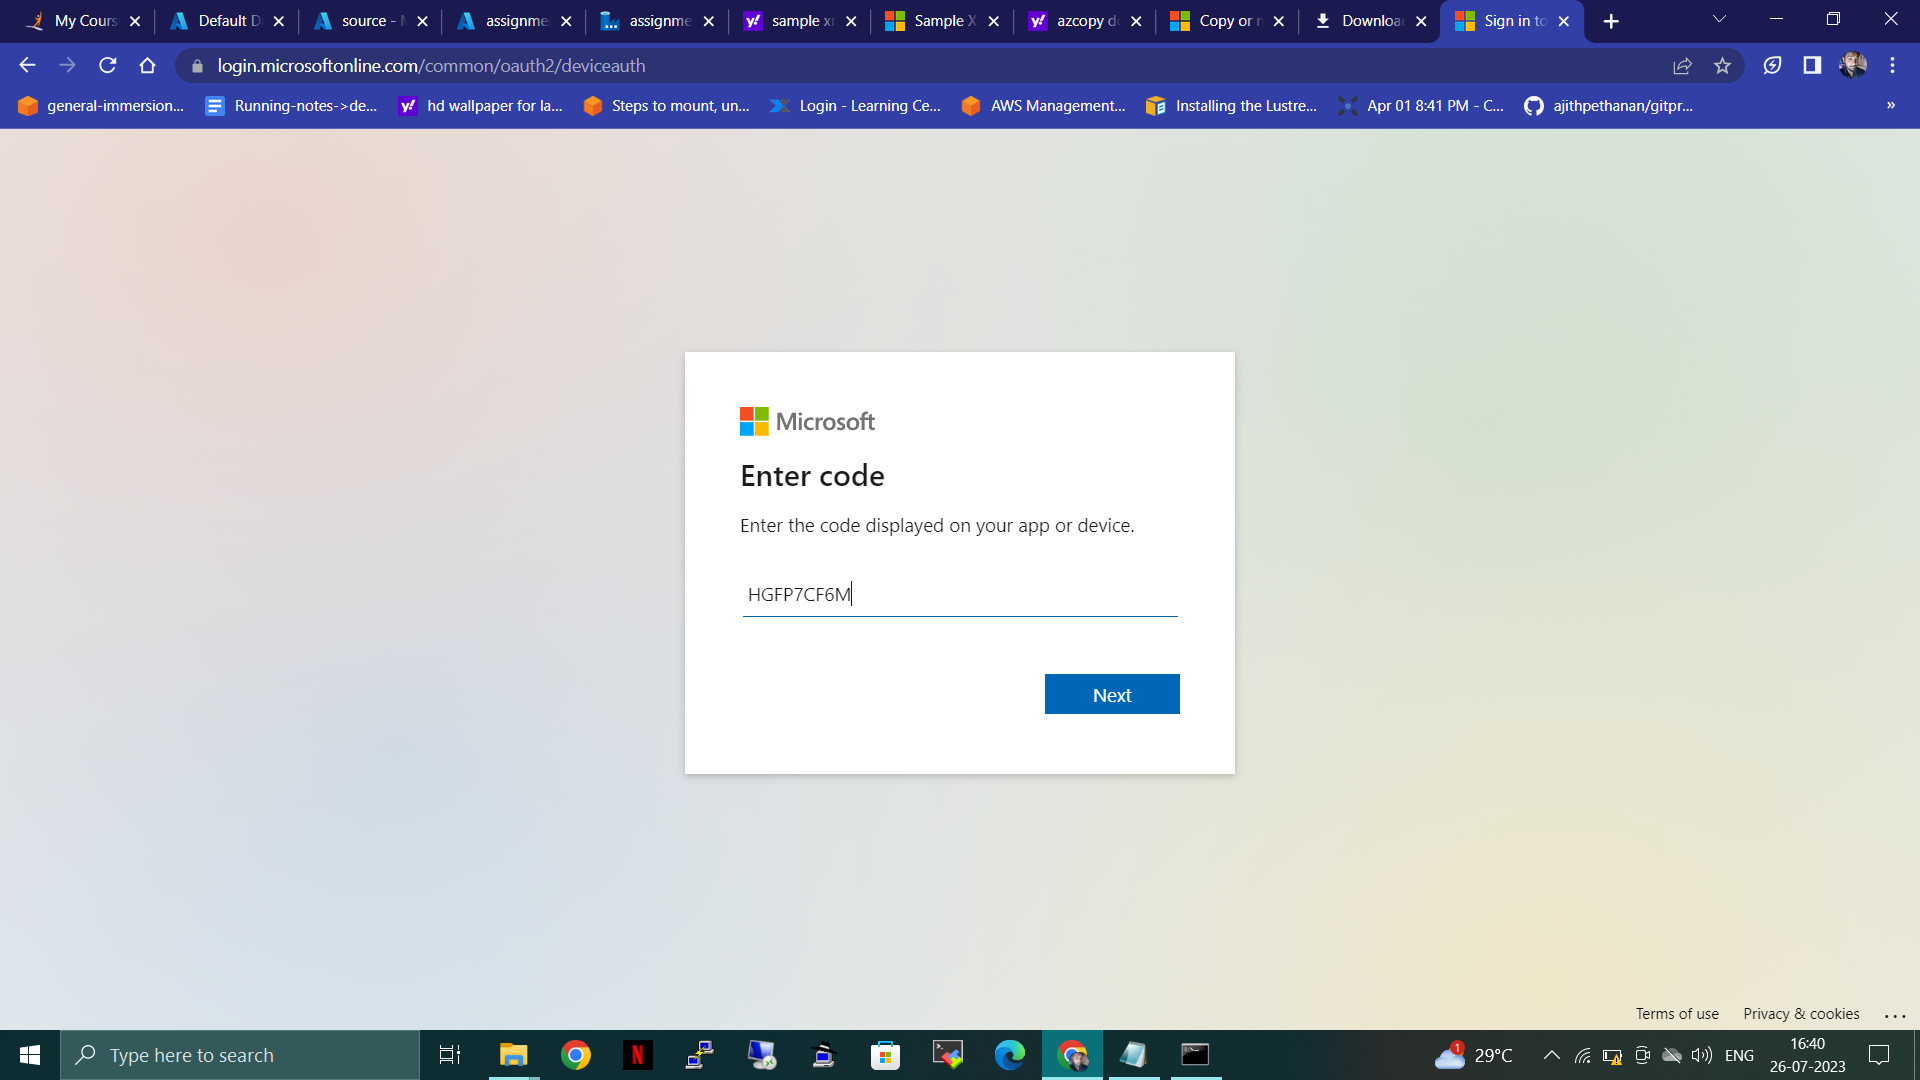 My Cours
Default D
source - M
assignme
assignme
sample xm
Sample X
azcopy do
Copy or m
Download
Sign in to
login.microsoftonline.com/common/oauth2/deviceauth
general-immersion...
Running-notes->de...
hd wallpaper for la...
Steps to mount, un...
Login - Learning Ce...
AWS Management...
Installing the Lustre...
Apr 01 8:41 PM - C...
ajithpethanan/gitpr...
»
Microsoft
Enter code
Enter the code displayed on your app or device.
HGFP7CF6M
Next
Terms of use
Privacy & cookies
...
Type here to search
1
29°C
ENG
16:40
26-07-2023